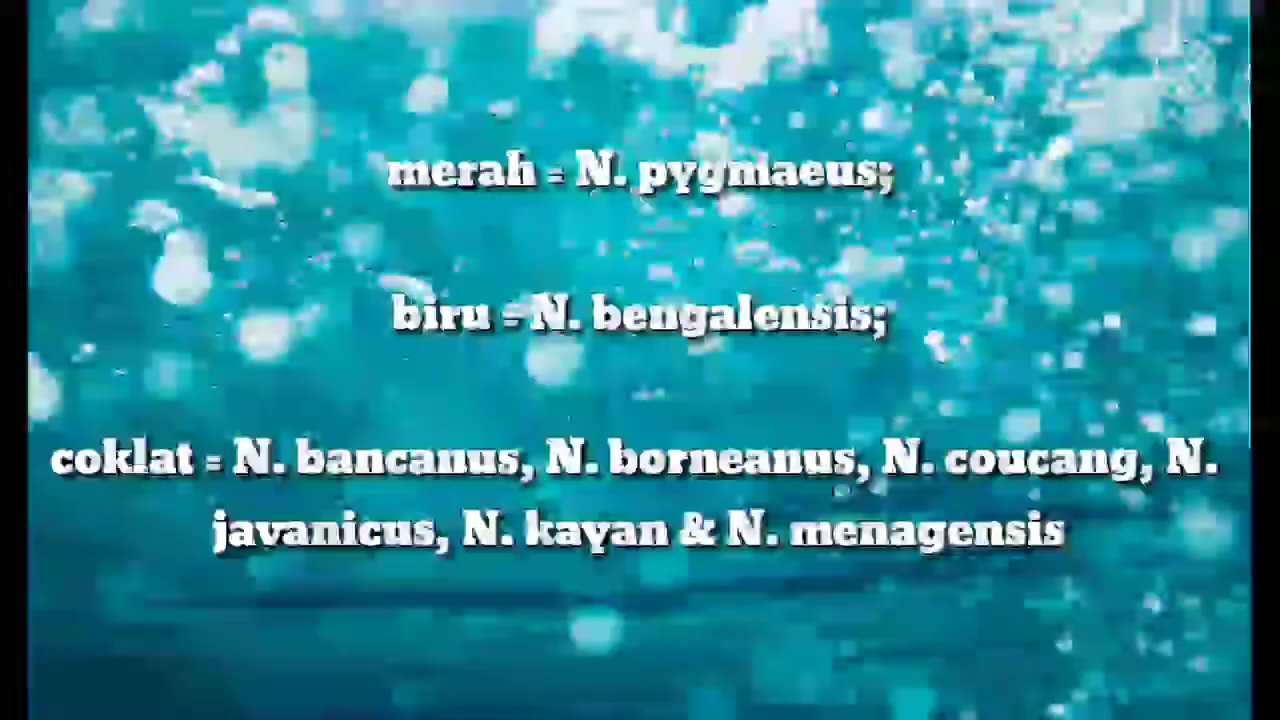 merah = N. pygmaeus;
biru = N. bengalensis;
coklat = N. bancanus, N. borneanus, N. coucang, N.
javanicus, N. kayan & N. menagensis